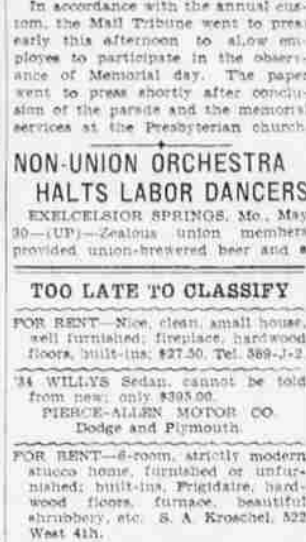 In accordance with the annual cus-
tom, the Mail Tribune went to press
early this afternoon to al.ow em-
ployes to participate in the observ-
ance of Memorial day. The paper
went to press shortly after conclu-
sion of the parade and the memorial
services at the Presbyterian church.
NON-UNION ORCHESTRA
HALTS LABOR DANCERS
EXELCELSIOR SPRINGS, Mo., May
30—(UP)—Zealous union members
provided union-brewered beer and a
TOO LATE TO CLASSIFY
FOR RENT—Nice, clean, small house,
well furnished; fireplace, hardwood
floors, built-ins; $27.50. Tel. 389-J-2.
'34 WILLYS Sedan, cannot be told
from new; only $395.00.
PIERCE-ALLEN MOTOR CO.
Dodge and Plymouth.
FOR RENT—6-room, strictly modern
stucco home, furnished or unfur-
nished; built-ins, Frigidaire, hard-
wood floors, furnace, beautiful
shrubbery, etc. S. A. Kroschel, 522
West 4th.